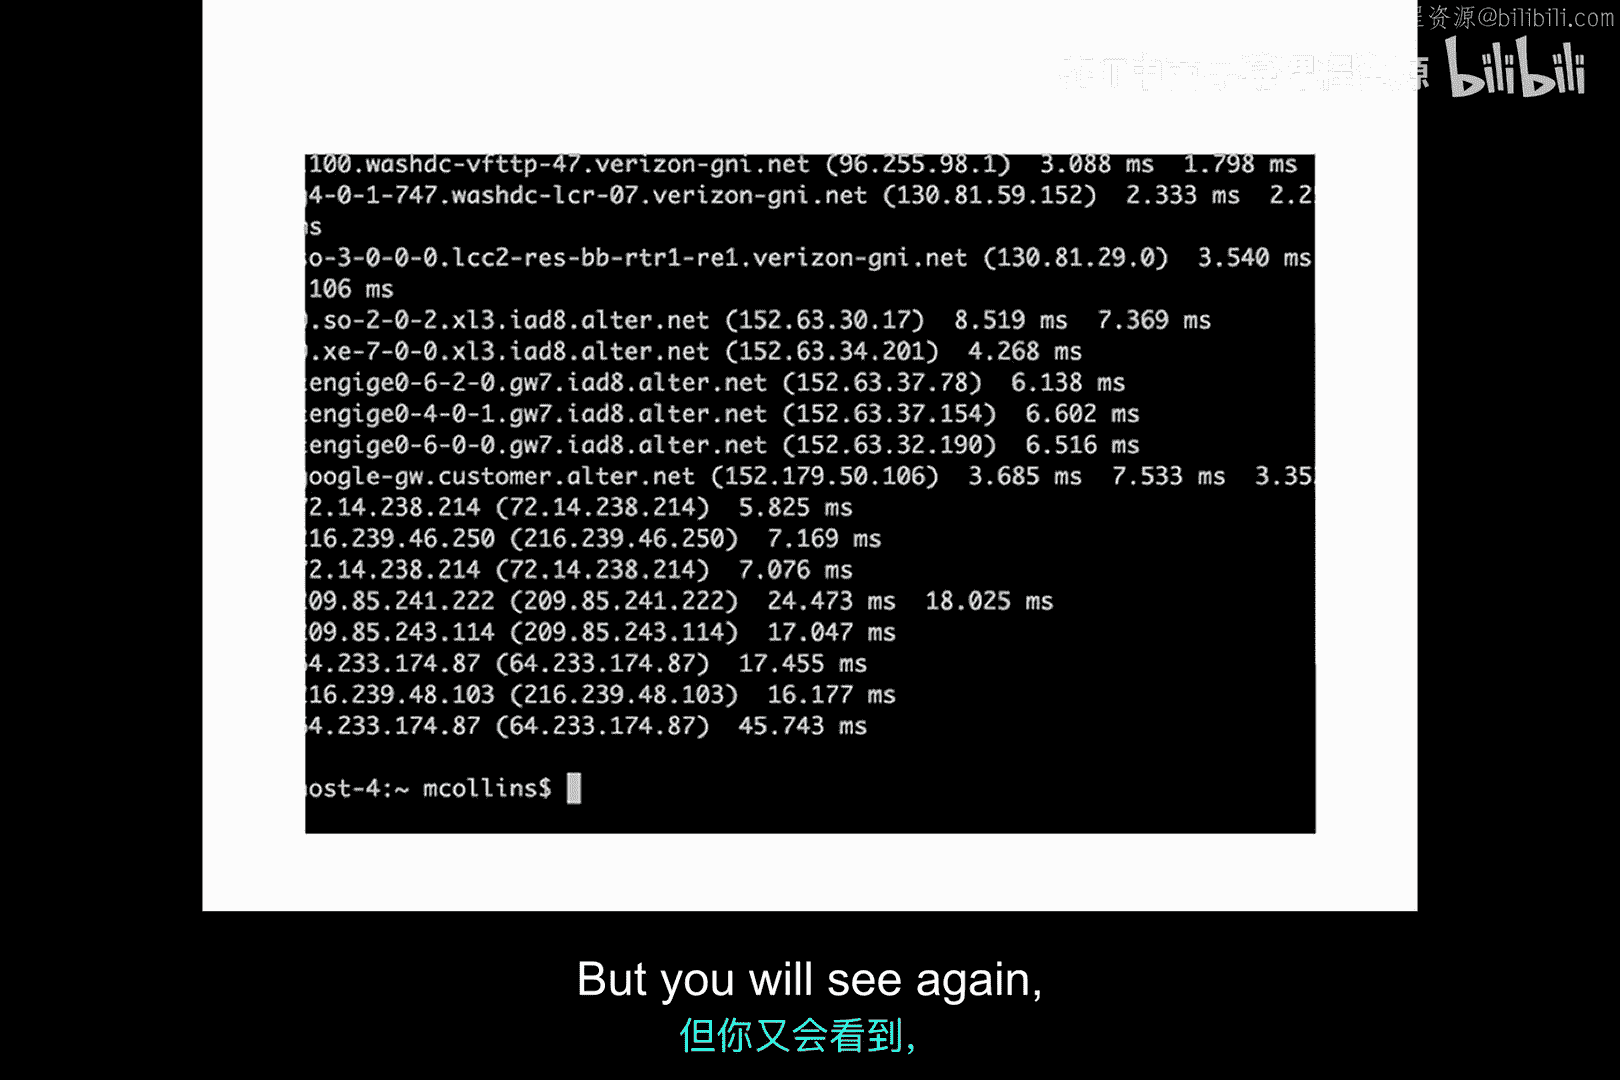 资源@bilibili.com
bilibili
100.washdc-vfttp-47.verizon-gni.net (96.255.98.1) 3.088 ms 1.798 ms
4-0-1-747.washdc-lcr-07.verizon-gni.net (130.81.59.152) 2.333 ms 2.2
s
o-3-0-0-0.lcc2-res-bb-rtr1-re1.verizon-gni.net (130.81.29.0) 3.540 ms
106 ms
.so-2-0-2.xl3.iad8.alter.net (152.63.30.17) 8.519 ms 7.369 ms
.xe-7-0-0.xl3.iad8.alter.net (152.63.34.201) 4.268 ms
engige0-6-2-0.gw7.iad8.alter.net (152.63.37.78) 6.138 ms
engige0-4-0-1.gw7.iad8.alter.net (152.63.37.154) 6.602 ms
engige0-6-0-0.gw7.iad8.alter.net (152.63.32.190) 6.516 ms
oogle-gw.customer.alter.net (152.179.50.106) 3.685 ms 7.533 ms 3.35
2.14.238.214 (72.14.238.214) 5.825 ms
16.239.46.250 (216.239.46.250) 7.169 ms
2.14.238.214 (72.14.238.214) 7.076 ms
09.85.241.222 (209.85.241.222) 24.473 ms 18.025 ms
09.85.243.114 (209.85.243.114) 17.047 ms
4.233.174.87 (64.233.174.87) 17.455 ms
16.239.48.103 (216.239.48.103) 16.177 ms
4.233.174.87 (64.233.174.87) 45.743 ms
ost-4:~ mcollins$
But you will see again,
但你又会看到，